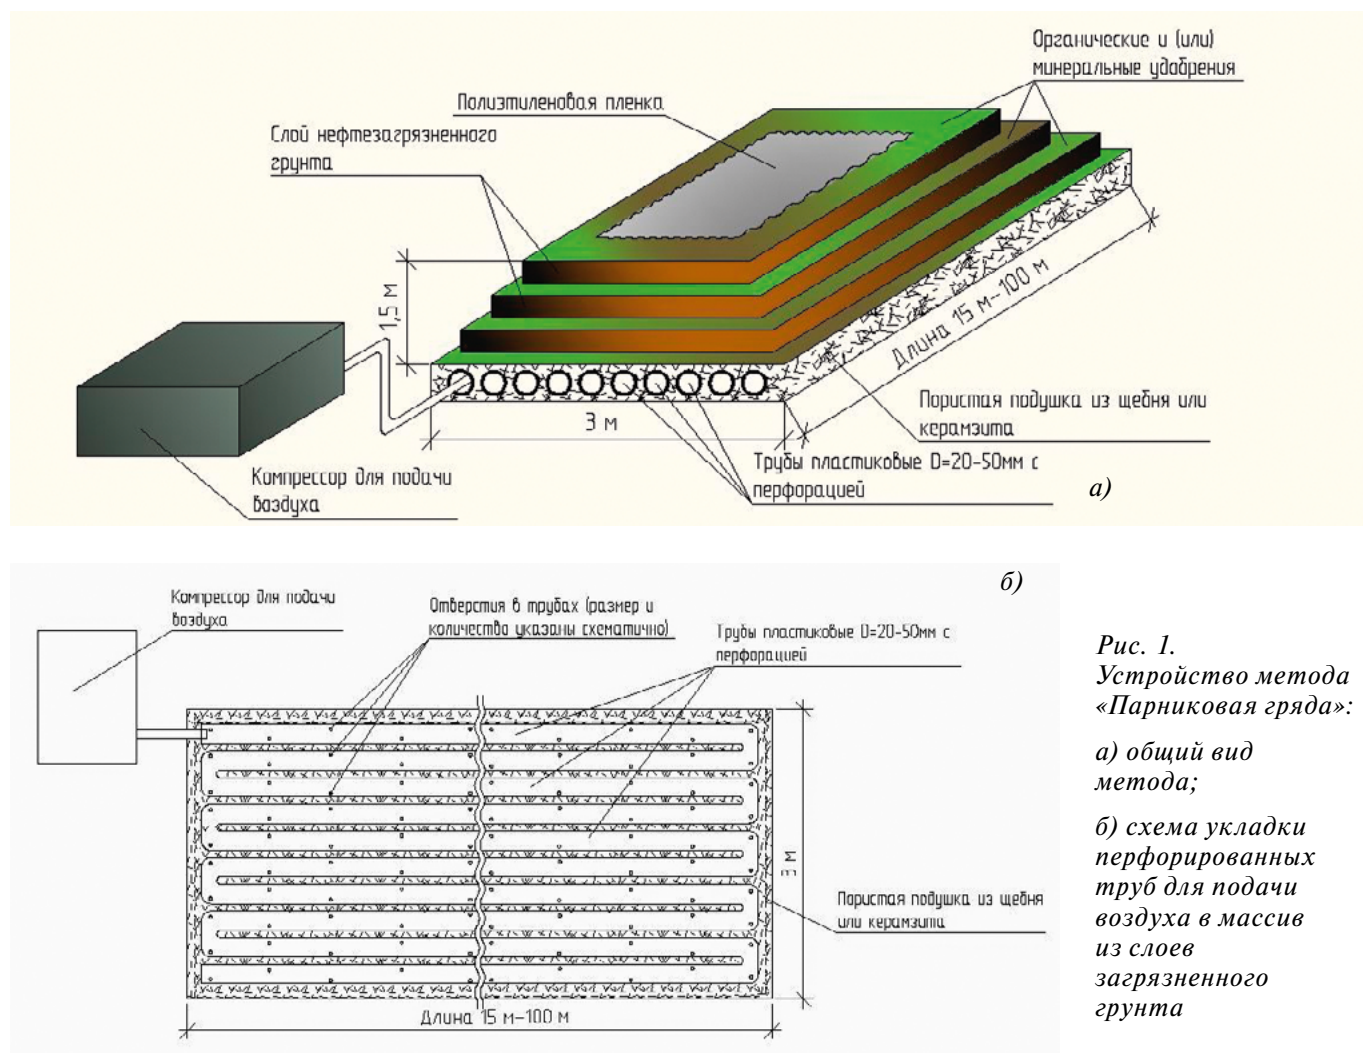 Органические и (или)
минеральные удобрения
Полиэтиленовая пленка
Слой нефтезагрязненного
грунта
1,5 м
Длина 15 м–100 м
Пористая подушка из щебня или
керамзита
3 м
Трубы пластиковые D=20-50мм с
перфорацией
Компрессор для подачи
воздуха
а)
б)
Компрессор для подачи
воздуха
Отверстия в трубах (размер и
количество указаны схематично)
Трубы пластиковые D=20-50мм с
перфорацией
3 м
Пористая подушка из щебня
или керамзита
Длина 15 м–100 м
Рис. 1.
Устройство метода
«Парниковая гряда»:
а) общий вид
метода;
б) схема укладки
перфорированных
труб для подачи
воздуха в массив
из слоев
загрязненного
грунта